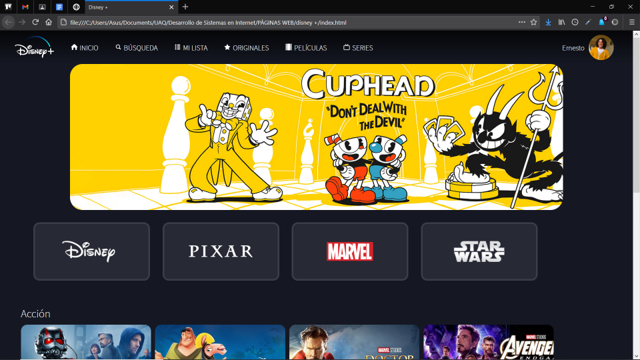 Disney +
file:///C:/Users/Asus/Documents/UAQ/Desarrollo de Sistemas en Internet/PÁGINAS WEB/disney +/index.html
Disney+
INICIO
BÚSQUEDA
MI LISTA
ORIGINALES
PELÍCULAS
SERIES
Ernesto
CUPHEAD
"DON'T DEAL WITH
THE DEVIL"
Disney
PIXAR
MARVEL
STAR
WARS
Acción
DOCTOR
AVENGERS
ENDGAME